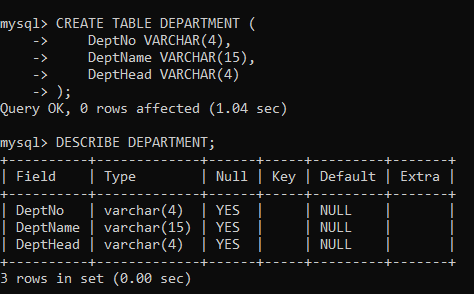 mysql> CREATE TABLE DEPARTMENT (
    ->     DeptNo VARCHAR(4),
    ->     DeptName VARCHAR(15),
    ->     DeptHead VARCHAR(4)
    -> );
Query OK, 0 rows affected (1.04 sec)

mysql> DESCRIBE DEPARTMENT;
+----------+-------------+------+-----+---------+-------+
| Field    | Type        | Null | Key | Default | Extra |
+----------+-------------+------+-----+---------+-------+
| DeptNo   | varchar(4)  | YES  |     | NULL    |       |
| DeptName | varchar(15) | YES  |     | NULL    |       |
| DeptHead | varchar(4)  | YES  |     | NULL    |       |
+----------+-------------+------+-----+---------+-------+
3 rows in set (0.00 sec)